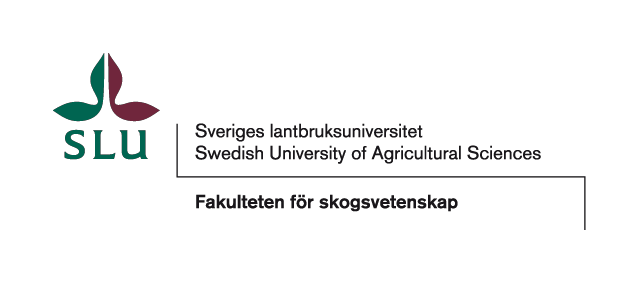 SLU
Sveriges lantbruksuniversitet
Swedish University of Agricultural Sciences
Fakulteten för skogsvetenskap